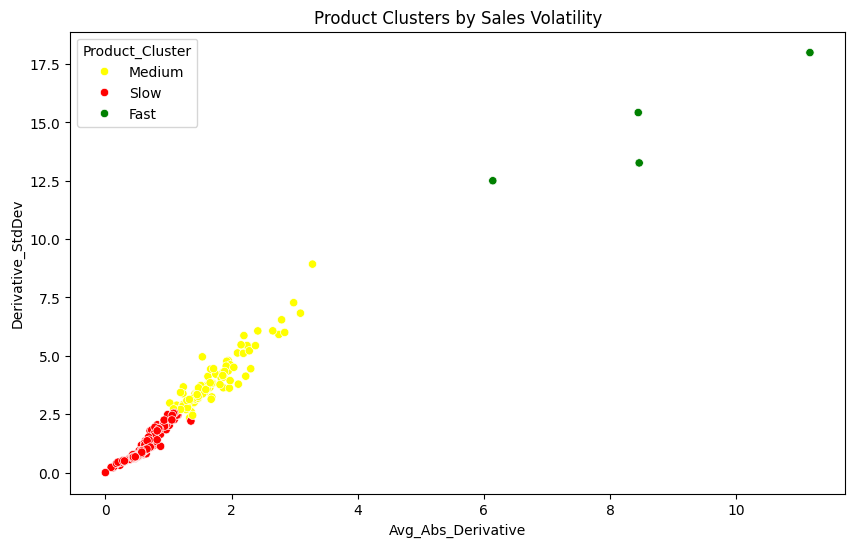 Product Clusters by Sales Volatility
Product_Cluster
Medium
Slow
Fast
Derivative_StdDev
17.5
15.0
12.5
10.0
7.5
5.0
2.5
0.0
0 2 4 6 8 10
Avg_Abs_Derivative